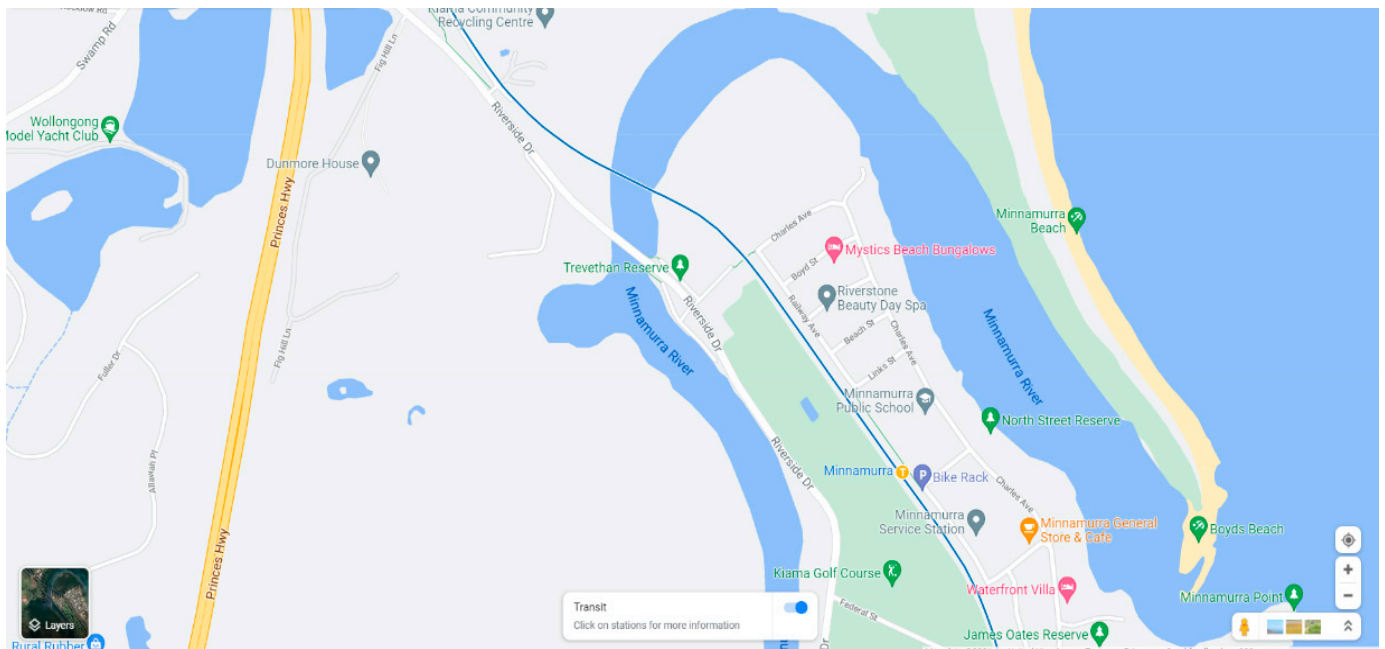 Kiama Community
Recycling Centre
Swamp Rd
Fig Hill Ln
Wollongong
Model Yacht Club
Riverside Dr
Dunmore House
Princes Hwy
Minnamurra
Beach
Charles Ave
Mystics Beach Bungalows
Trevethan Reserve
Boyd St
Riverstone
Beauty Day Spa
Minnamurra River
Riverside Dr
Railway Ave
Beach St
Charles Ave
Minnamurra River
Fig Hill Ln
Fuller Dr
Links St
Minnamurra
Public School
North Street Reserve
Riverside Dr
Allawah Pl
Minnamurra
T
P
Bike Rack
Charles Ave
Minnamurra
Service Station
Minnamurra General
Store & Cafe
Boyds Beach
Princes Hwy
Kiama Golf Course
Waterfront Villa
Minnamurra Point
Federal St
Transit
Click on stations for more information
Layers
James Oates Reserve
Rural Rubber